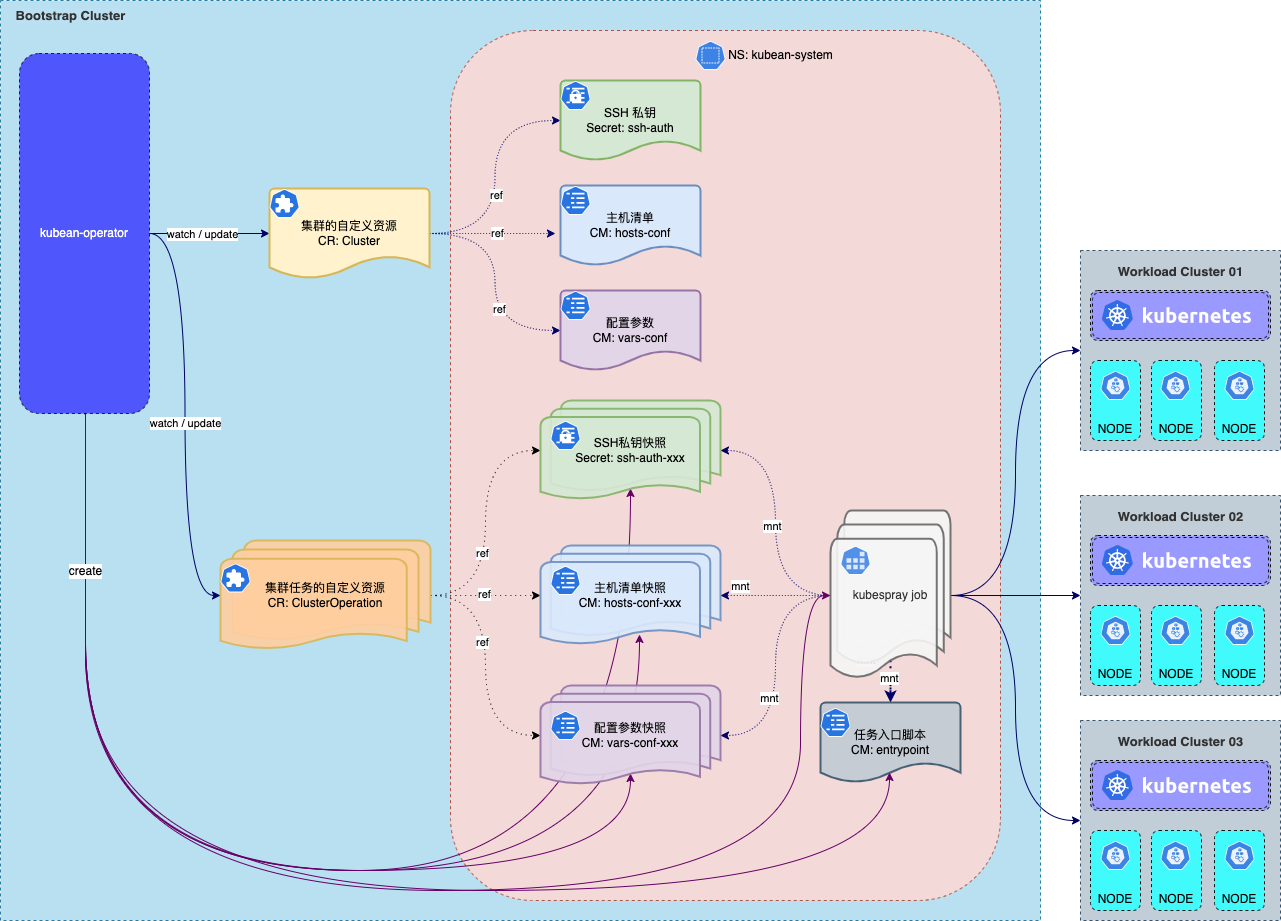 Bootstrap Cluster
NS: kubean-system
SSH 私钥
Secret: ssh-auth
ref
集群的自定义资源
CR: Cluster
kubean-operator
watch / update
ref
主机清单
CM: hosts-conf
ref
配置参数
CM: vars-conf
watch / update
create
集群任务的自定义资源
CR: ClusterOperation
ref
ref
ref
SSH私钥快照
Secret: ssh-auth-xxx
主机清单快照
CM: hosts-conf-xxx
配置参数快照
CM: vars-conf-xxx
mnt
mnt
mnt
kubespray job
mnt
任务入口脚本
CM: entrypoint
Workload Cluster 01
kubernetes
NODE
NODE
NODE
Workload Cluster 02
kubernetes
NODE
NODE
NODE
Workload Cluster 03
kubernetes
NODE
NODE
NODE